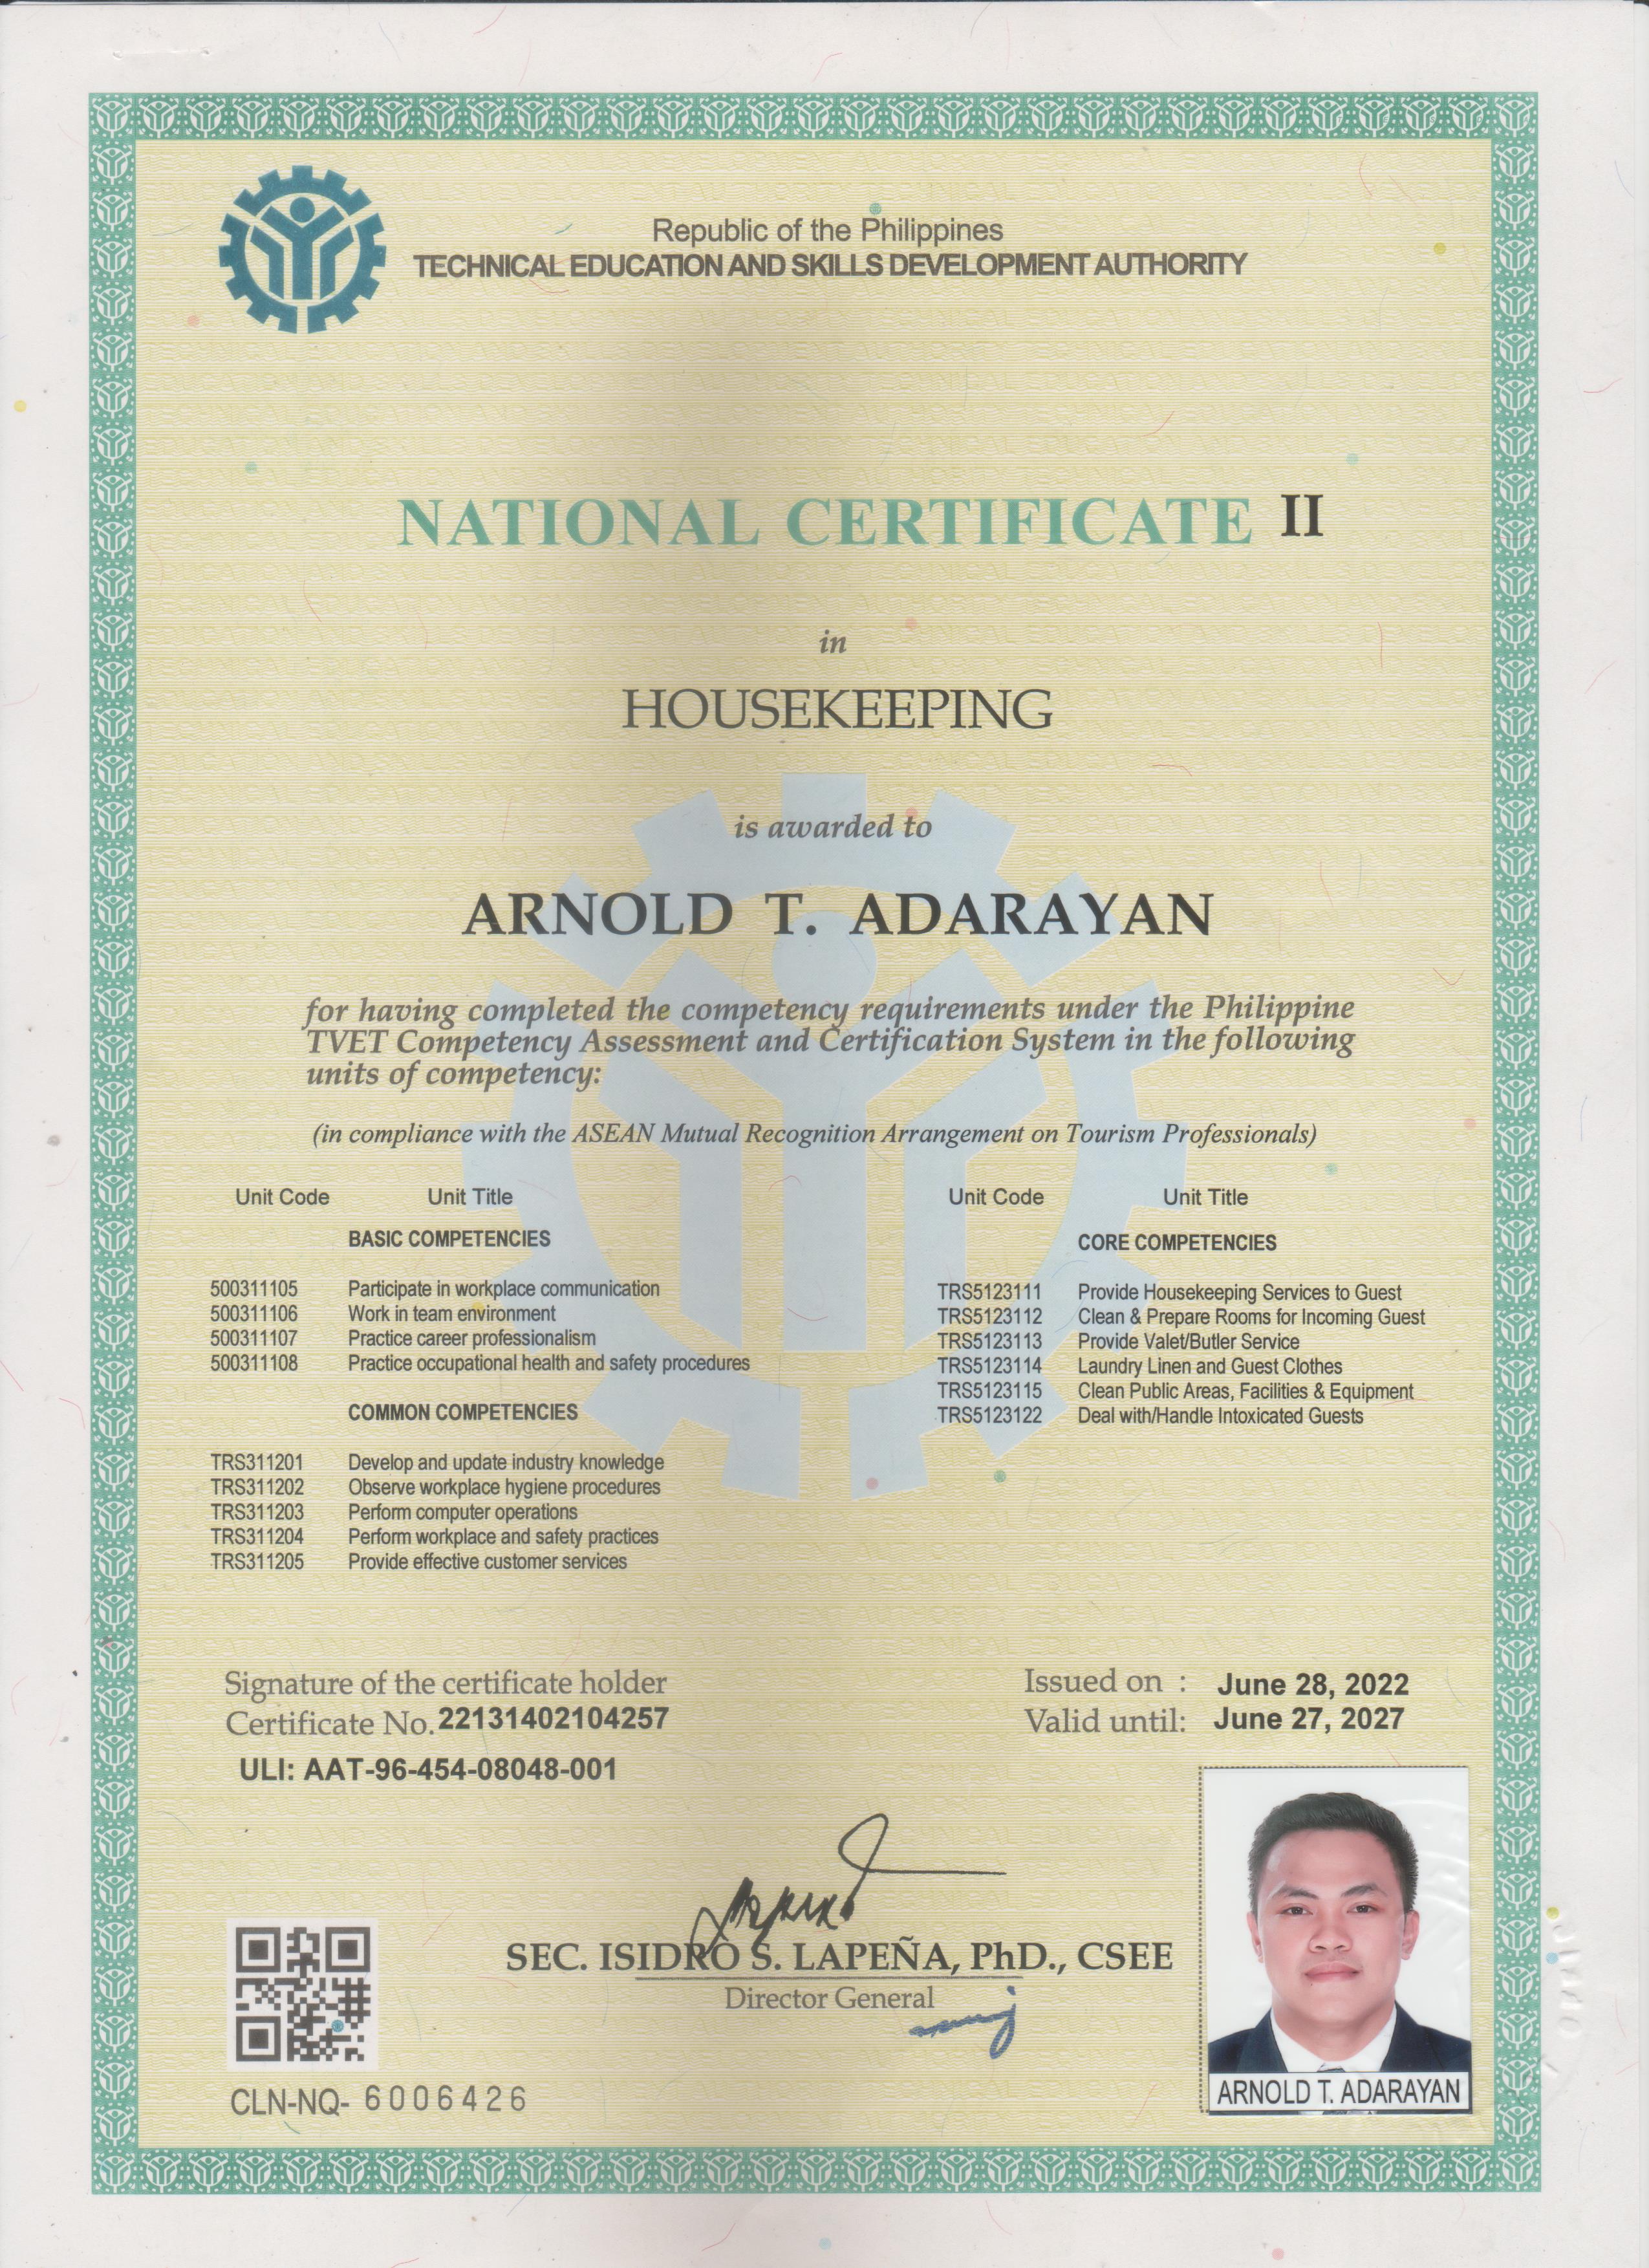 Republic of the Philippines
TECHNICAL EDUCATION AND SKILLS DEVELOPMENT AUTHORITY
NATIONAL CERTIFICATE II
in
HOUSEKEEPING
is awarded to
ARNOLD T. ADARAYAN
for having completed the competency requirements under the Philippine
TVET Competency Assessment and Certification System in the following
units of competency:
(in compliance with the ASEAN Mutual Recognition Arrangement on Tourism Professionals)
Unit Code Unit Title
BASIC COMPETENCIES
500311105 Participate in workplace communication
500311106 Work in team environment
500311107 Practice career professionalism
500311108 Practice occupational health and safety procedures
COMMON COMPETENCIES
TRS311201 Develop and update industry knowledge
TRS311202 Observe workplace hygiene procedures
TRS311203 Perform computer operations
TRS311204 Perform workplace and safety practices
TRS311205 Provide effective customer services
Unit Code Unit Title
CORE COMPETENCIES
TRS5123111 Provide Housekeeping Services to Guest
TRS5123112 Clean & Prepare Rooms for Incoming Guest
TRS5123113 Provide Valet/Butler Service
TRS5123114 Laundry Linen and Guest Clothes
TRS5123115 Clean Public Areas, Facilities & Equipment
TRS5123122 Deal with/Handle Intoxicated Guests
Signature of the certificate holder
Certificate No. 22131402104257
ULI: AAT-96-454-08048-001
Issued on : June 28, 2022
Valid until: June 27, 2027
SEC. ISIDRO S. LAPEÑA, PhD., CSEE
Director General
CLN-NQ- 6006426
ARNOLD T. ADARAYAN